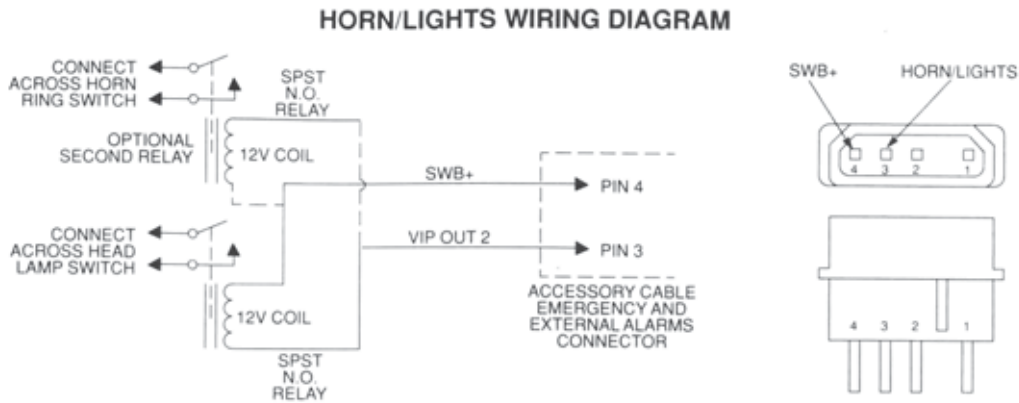 HORN/LIGHTS WIRING DIAGRAM
CONNECT
ACROSS HORN
RING SWITCH
SPST
N.O.
RELAY
OPTIONAL
SECOND RELAY
12V COIL
SWB+
PIN 4
CONNECT
ACROSS HEAD
LAMP SWITCH
VIP OUT 2
PIN 3
12V COIL
ACCESSORY CABLE
EMERGENCY AND
EXTERNAL ALARMS
CONNECTOR
SPST
N.O.
RELAY
SWB+ HORN/LIGHTS
4 3 2 1
4 3 2 1